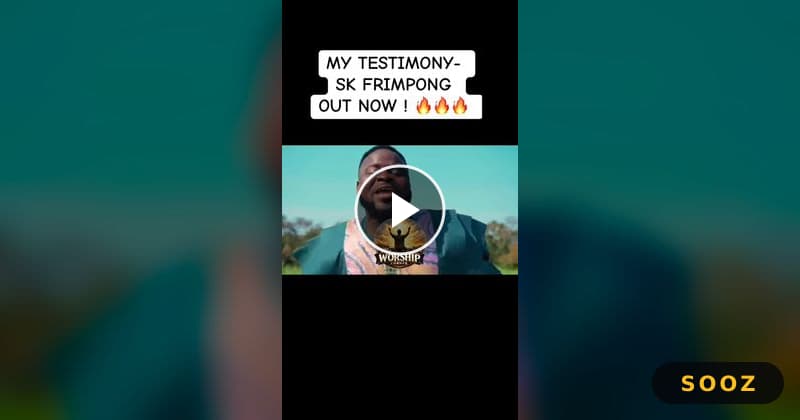 MY TESTIMONY-
SK FRIMPONG
OUT NOW ! 🔥🔥🔥
WORSHIP
SOOZ